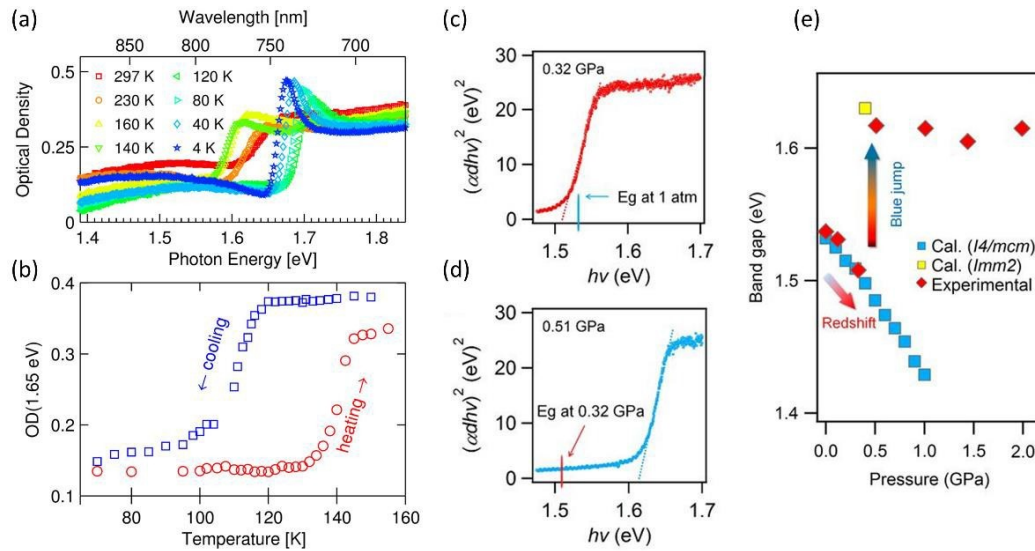 (a)
Wavelength [nm]
850 800 750 700
Optical Density
0.5
0.25
0
297 K 120 K
230 K 80 K
160 K 40 K
140 K 4 K
1.4 1.5 1.6 1.7 1.8
Photon Energy [eV]
(b)
OD(1.65 eV)
0.4
0.3
0.2
0.1
← cooling
heating →
80 100 120 140 160
Temperature [K]
(c)
(αdhv)² (eV)²
30
20
10
0
0.32 GPa
Eg at 1 atm
1.5 1.6 1.7
hv (eV)
(d)
(αdhv)² (eV)²
30
20
10
0
0.51 GPa
Eg at 0.32 GPa
1.5 1.6 1.7
hv (eV)
(e)
Band gap (eV)
1.6
1.5
1.4
Blue jump
Cal. (I4/mcm)
Cal. (Imm2)
Experimental
Redshift
0.0 0.5 1.0 1.5 2.0
Pressure (GPa)